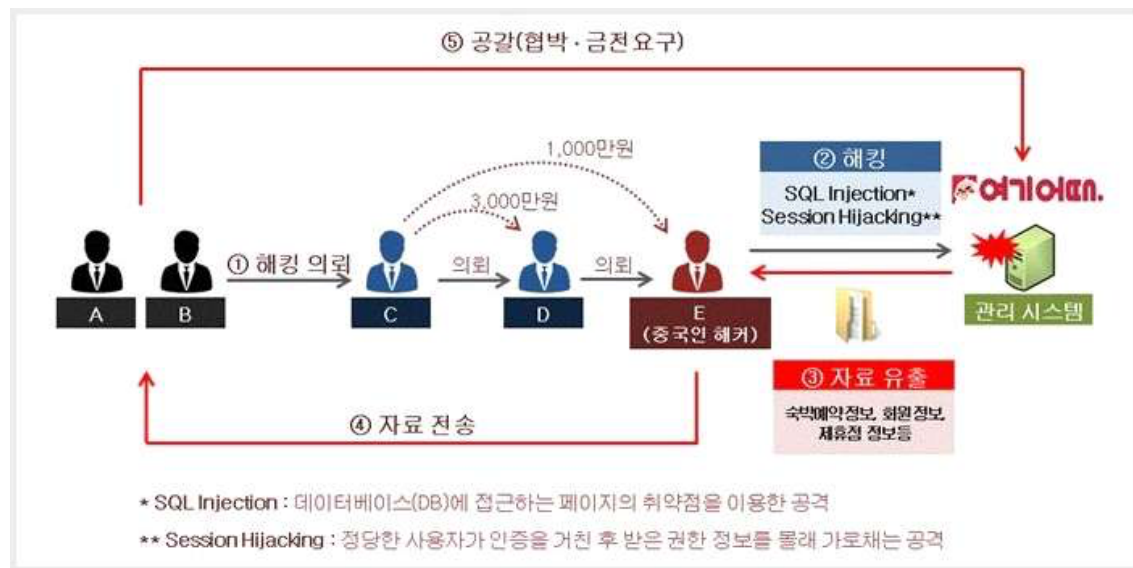 ⑤ 공갈(협박 · 금전요구)
1,000만원
3,000만원
② 해킹
SQL Injection*
Session Hijacking**
여기어때.
① 해킹 의뢰
의뢰
의뢰
A
B
C
D
E
(중국인 해커)
관리 시스템
③ 자료 유출
숙박예약정보, 회원정보,
제휴점 정보등
④ 자료 전송
* SQL Injection : 데이터베이스(DB)에 접근하는 페이지의 취약점을 이용한 공격
** Session Hijacking : 정당한 사용자가 인증을 거친 후 받은 권한 정보를 몰래 가로채는 공격